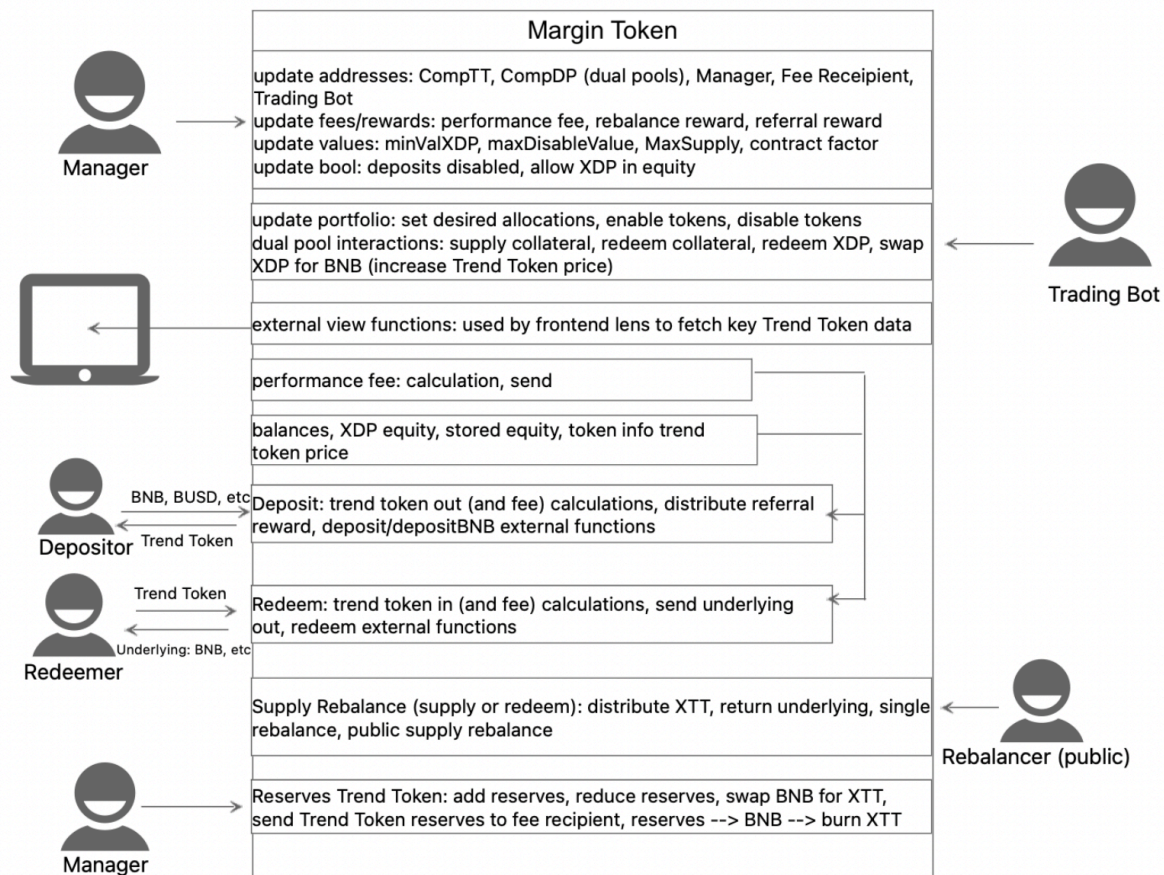 Margin Token
update addresses: CompTT, CompDP (dual pools), Manager, Fee Receipient,
Trading Bot
update fees/rewards: performance fee, rebalance reward, referral reward
update values: minValXDP, maxDisableValue, MaxSupply, contract factor
update bool: deposits disabled, allow XDP in equity
Manager
update portfolio: set desired allocations, enable tokens, disable tokens
dual pool interactions: supply collateral, redeem collateral, redeem XDP, swap
XDP for BNB (increase Trend Token price)
Trading Bot
external view functions: used by frontend lens to fetch key Trend Token data
performance fee: calculation, send
balances, XDP equity, stored equity, token info trend
token price
BNB, BUSD, etc
Trend Token
Depositor
Deposit: trend token out (and fee) calculations, distribute referral
reward, deposit/depositBNB external functions
Trend Token
Underlying: BNB, etc
Redeemer
Redeem: trend token in (and fee) calculations, send underlying
out, redeem external functions
Supply Rebalance (supply or redeem): distribute XTT, return underlying, single
rebalance, public supply rebalance
Rebalancer (public)
Reserves Trend Token: add reserves, reduce reserves, swap BNB for XTT,
send Trend Token reserves to fee recipient, reserves --> BNB --> burn XTT
Manager